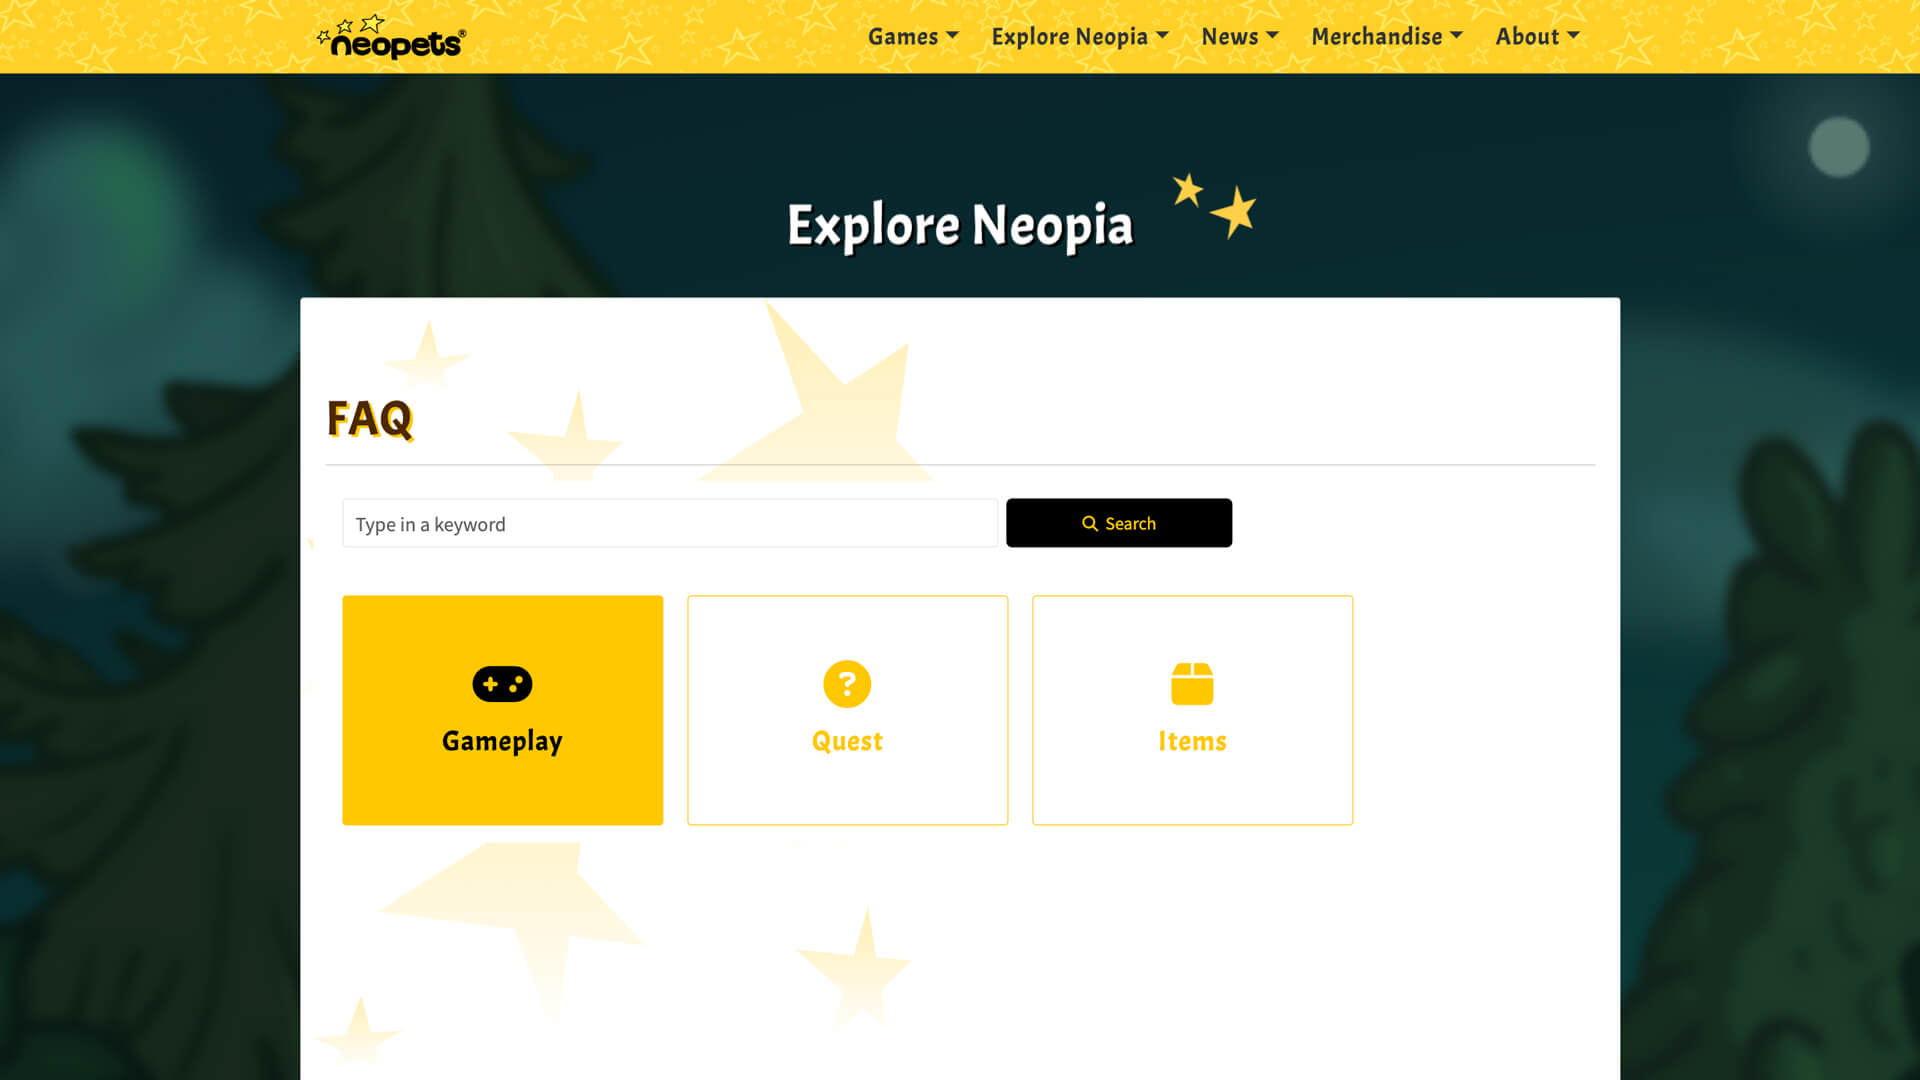 neopets®
Games Explore Neopia News Merchandise About
Explore Neopia
FAQ
Type in a keyword
Search
Gameplay
Quest
Items